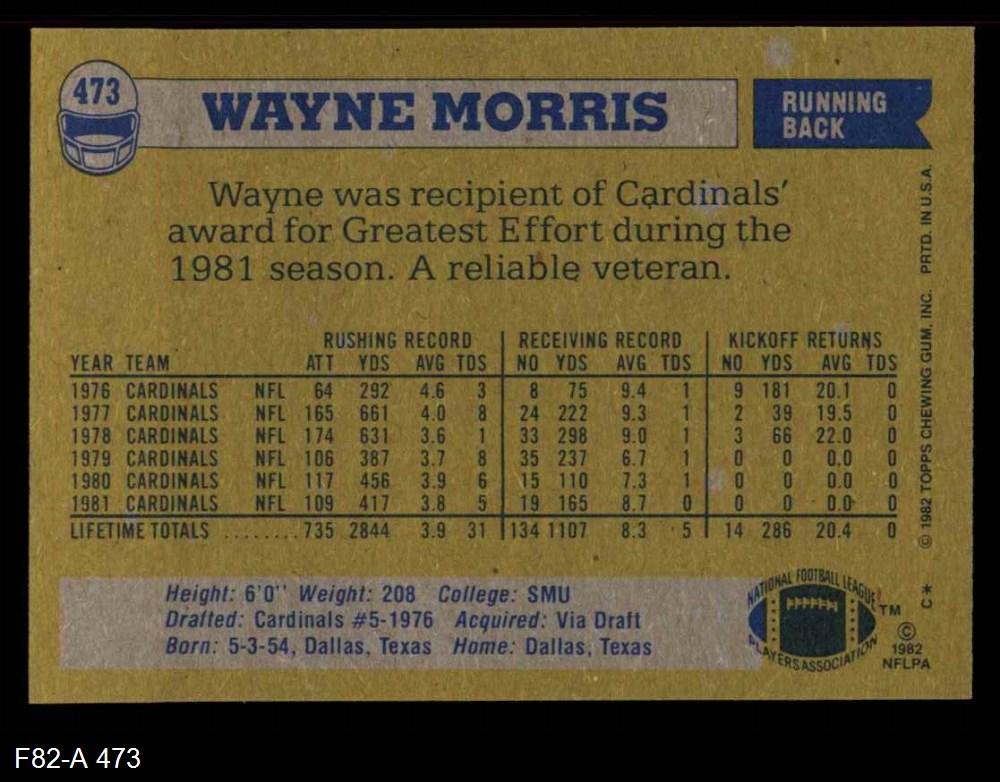 473
WAYNE MORRIS
RUNNING
BACK
Wayne was recipient of Cardinals'
award for Greatest Effort during the
1981 season. A reliable veteran.
RUSHING RECORD RECEIVING RECORD KICKOFF RETURNS
YEAR TEAM ATT YDS AVG TDS NO YDS AVG TDS NO YDS AVG TDS
1976 CARDINALS NFL 64 292 4.6 3 8 75 9.4 1 9 181 20.1 0
1977 CARDINALS NFL 165 661 4.0 8 24 222 9.3 1 2 39 19.5 0
1978 CARDINALS NFL 174 631 3.6 1 33 298 9.0 1 3 66 22.0 0
1979 CARDINALS NFL 106 387 3.7 8 35 237 6.7 1 0 0 0.0 0
1980 CARDINALS NFL 117 456 3.9 6 15 110 7.3 1 0 0 0.0 0
1981 CARDINALS NFL 109 417 3.8 5 19 165 8.7 0 0 0 0.0 0
LIFETIME TOTALS ........ 735 2844 3.9 31 134 1107 8.3 5 14 286 20.4 0
Height: 6'0" Weight: 208 College: SMU
Drafted: Cardinals #5-1976 Acquired: Via Draft
Born: 5-3-54, Dallas, Texas Home: Dallas, Texas
NATIONAL FOOTBALL LEAGUE
PLAYERS ASSOCIATION
TM
©
1982
NFLPA
C*
© 1982 TOPPS CHEWING GUM, INC. PRTD. IN U.S.A.
F82-A 473